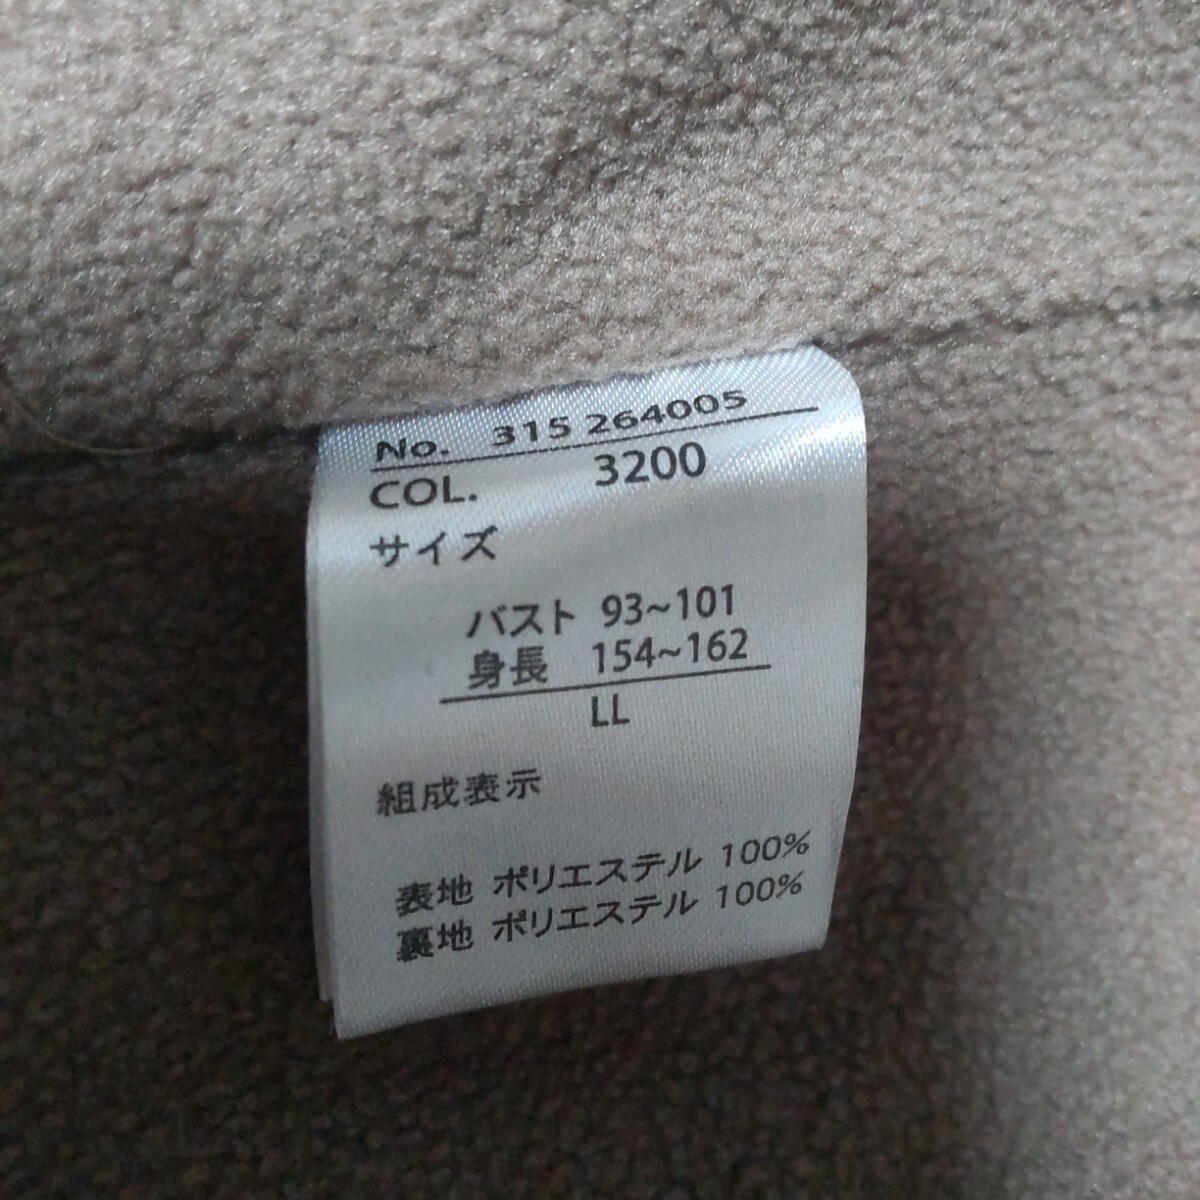 No. 315 264005
COL. 3200
サイズ
バスト 93~101
身長 154~162
LL
組成表示
表地 ポリエステル 100%
裏地 ポリエステル 100%